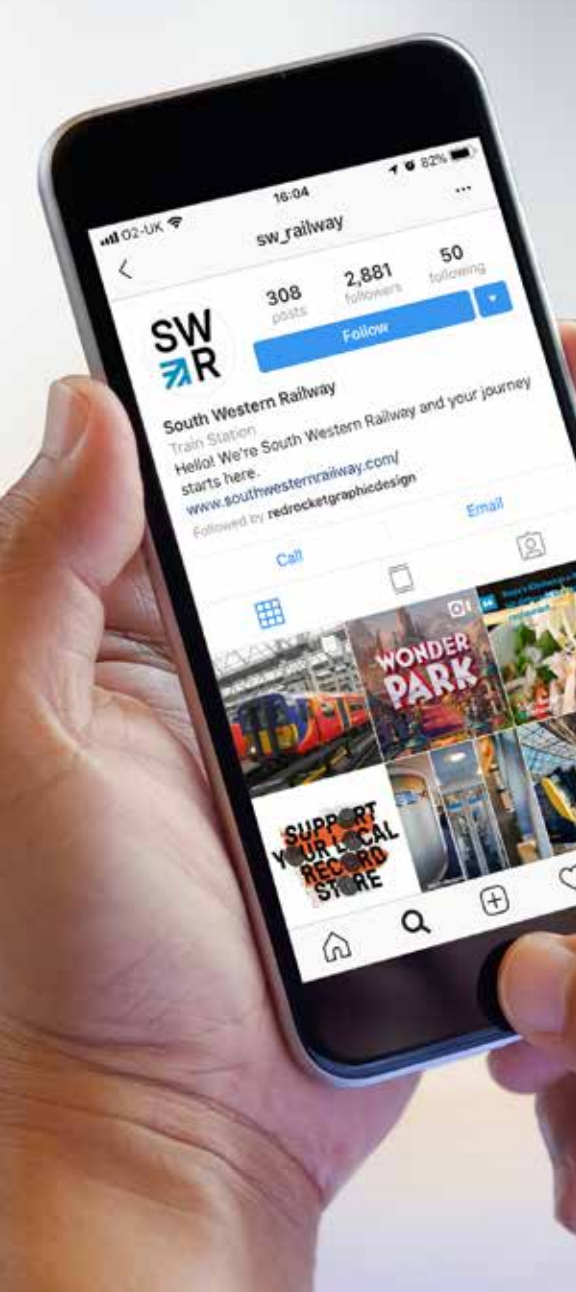 O2-UK 16:04 82%
sw_railway
308 2,881 50
posts followers following
Follow
SW
R
South Western Railway
Train Station
Hello! We're South Western Railway and your journey
starts here.
www.southwesternrailway.com/
Followed by redrocketgraphicdesign
Call Email
WONDER
PARK
SUPPORT
YOUR LOCAL
RECORD
STORE